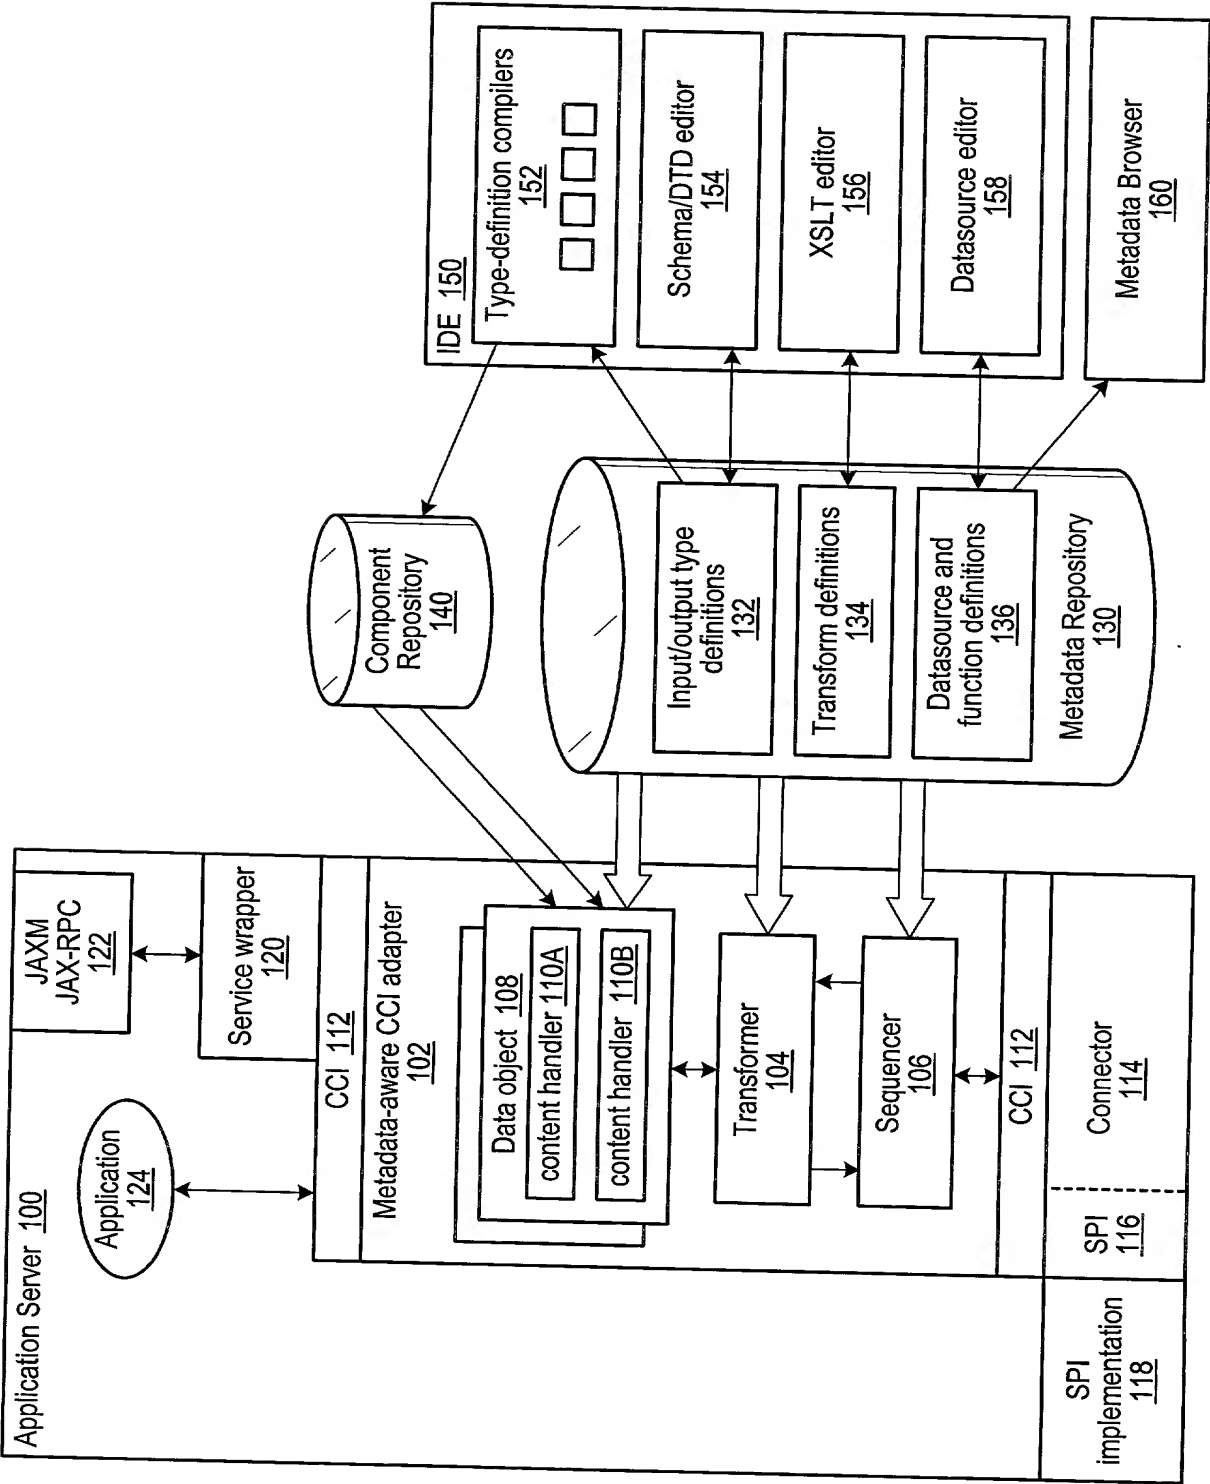 Application Server 100
Application
124
JAXM
JAX-RPC
122
Service wrapper
120
CCI 112
Metadata-aware CCI adapter
102
Data object 108
content handler 110A
content handler 110B
Transformer
104
Sequencer
106
CCI 112
SPI
implementation
118
SPI
116
Connector
114
Component
Repository
140
Input/output type
definitions
132
Transform definitions
134
Datasource and
function definitions
136
Metadata Repository
130
IDE 150
Type-definition compilers
152
Schema/DTD editor
154
XSLT editor
156
Datasource editor
158
Metadata Browser
160